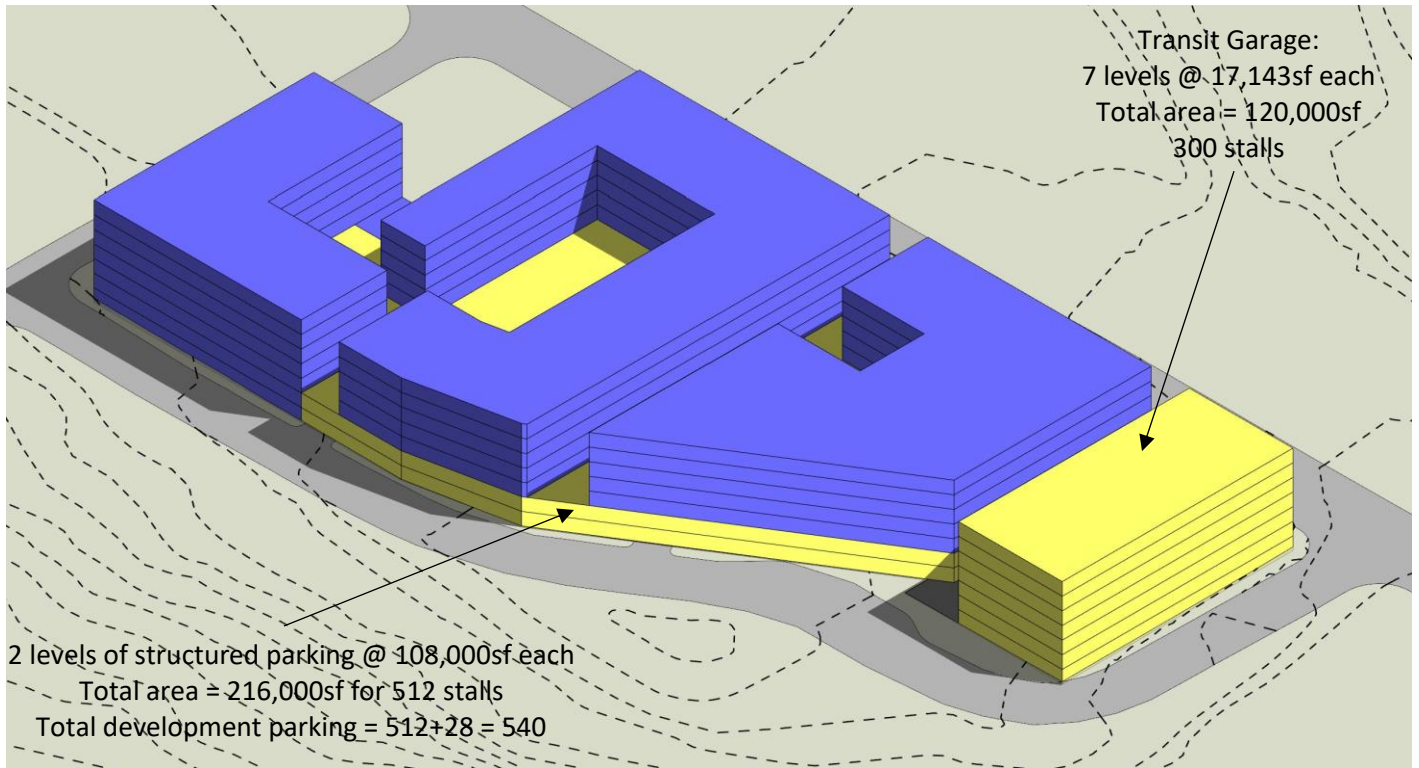 Transit Garage:
7 levels @ 17,143sf each
Total area = 120,000sf
300 stalls
2 levels of structured parking @ 108,000sf each
Total area = 216,000sf for 512 stalls
Total development parking = 512+28 = 540